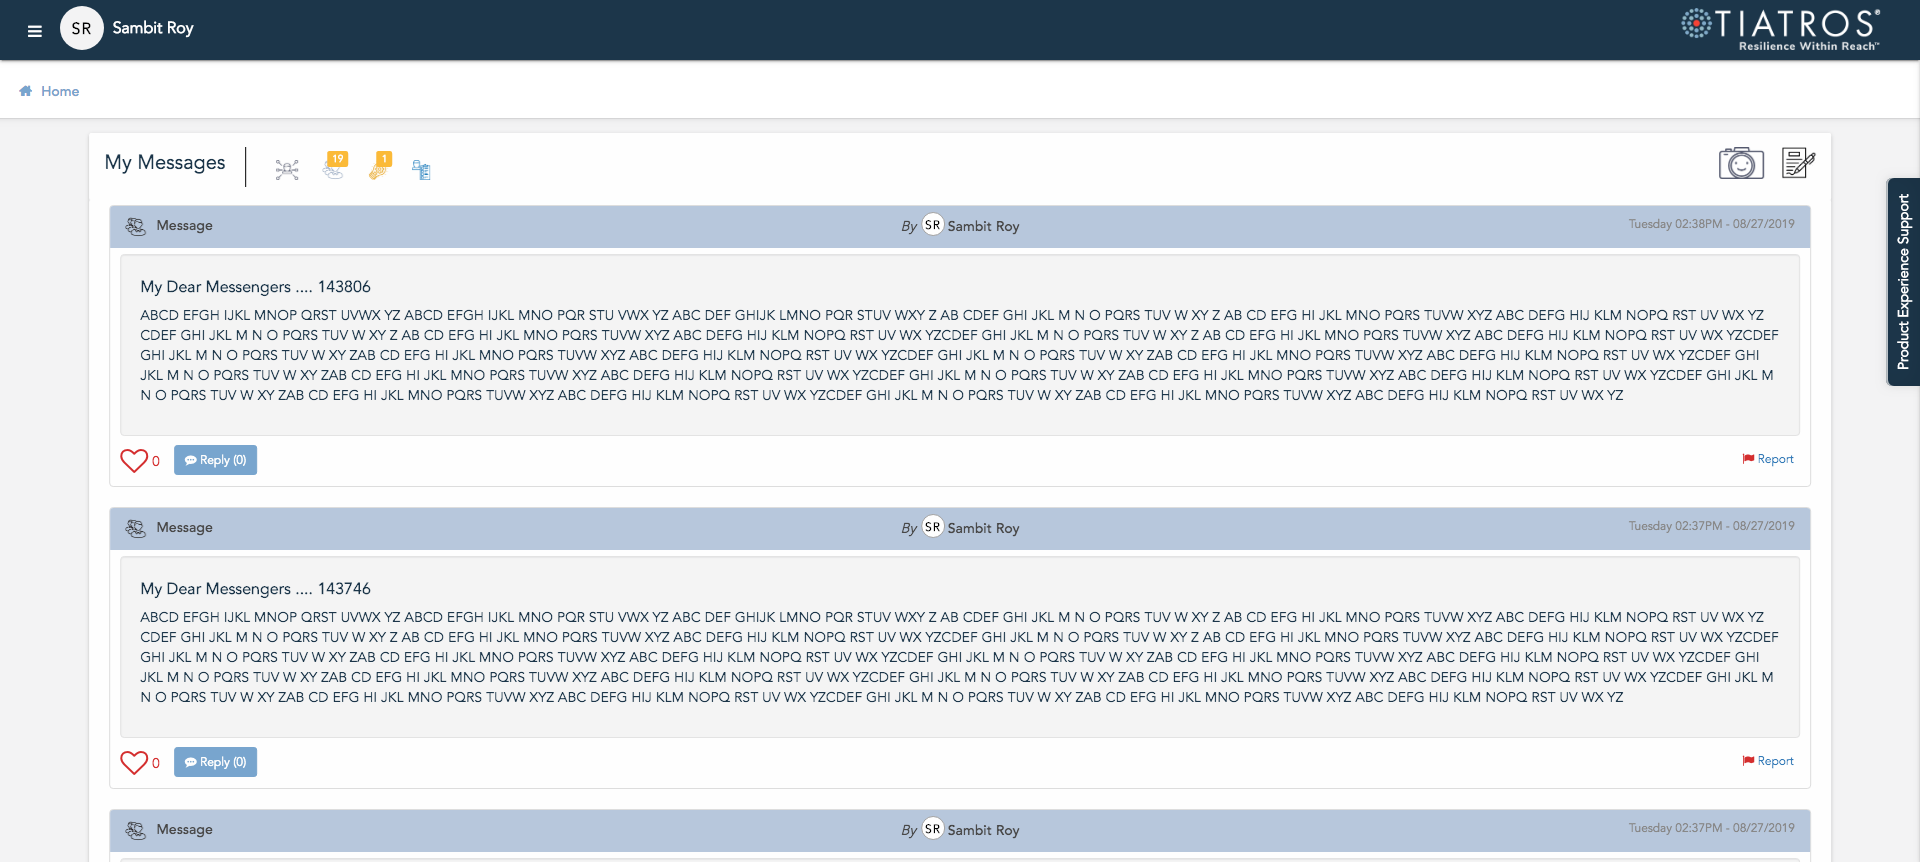 SR Sambit Roy
TIATROS®
Resilience Within Reach™
Home
My Messages
19
1
Product Experience Support
Message By SR Sambit Roy Tuesday 02:38PM - 08/27/2019
My Dear Messengers .... 143806
ABCD EFGH IJKL MNOP QRST UVWX YZ ABCD EFGH IJKL MNO PQR STU VWX YZ ABC DEF GHIJK LMNO PQR STUV WXY Z AB CDEF GHI JKL M N O PQRS TUV W XY Z AB CD EFG HI JKL MNO PQRS TUVW XYZ ABC DEFG HIJ KLM NOPQ RST UV WX YZ
CDEF GHI JKL M N O PQRS TUV W XY Z AB CD EFG HI JKL MNO PQRS TUVW XYZ ABC DEFG HIJ KLM NOPQ RST UV WX YZCDEF GHI JKL M N O PQRS TUV W XY Z AB CD EFG HI JKL MNO PQRS TUVW XYZ ABC DEFG HIJ KLM NOPQ RST UV WX YZCDEF
GHI JKL M N O PQRS TUV W XY ZAB CD EFG HI JKL MNO PQRS TUVW XYZ ABC DEFG HIJ KLM NOPQ RST UV WX YZCDEF GHI JKL M N O PQRS TUV W XY ZAB CD EFG HI JKL MNO PQRS TUVW XYZ ABC DEFG HIJ KLM NOPQ RST UV WX YZCDEF GHI
JKL M N O PQRS TUV W XY ZAB CD EFG HI JKL MNO PQRS TUVW XYZ ABC DEFG HIJ KLM NOPQ RST UV WX YZCDEF GHI JKL M N O PQRS TUV W XY ZAB CD EFG HI JKL MNO PQRS TUVW XYZ ABC DEFG HIJ KLM NOPQ RST UV WX YZCDEF GHI JKL M
N O PQRS TUV W XY ZAB CD EFG HI JKL MNO PQRS TUVW XYZ ABC DEFG HIJ KLM NOPQ RST UV WX YZCDEF GHI JKL M N O PQRS TUV W XY ZAB CD EFG HI JKL MNO PQRS TUVW XYZ ABC DEFG HIJ KLM NOPQ RST UV WX YZ
0 Reply (0) Report
Message By SR Sambit Roy Tuesday 02:37PM - 08/27/2019
My Dear Messengers .... 143746
ABCD EFGH IJKL MNOP QRST UVWX YZ ABCD EFGH IJKL MNO PQR STU VWX YZ ABC DEF GHIJK LMNO PQR STUV WXY Z AB CDEF GHI JKL M N O PQRS TUV W XY Z AB CD EFG HI JKL MNO PQRS TUVW XYZ ABC DEFG HIJ KLM NOPQ RST UV WX YZ
CDEF GHI JKL M N O PQRS TUV W XY Z AB CD EFG HI JKL MNO PQRS TUVW XYZ ABC DEFG HIJ KLM NOPQ RST UV WX YZCDEF GHI JKL M N O PQRS TUV W XY Z AB CD EFG HI JKL MNO PQRS TUVW XYZ ABC DEFG HIJ KLM NOPQ RST UV WX YZCDEF
GHI JKL M N O PQRS TUV W XY ZAB CD EFG HI JKL MNO PQRS TUVW XYZ ABC DEFG HIJ KLM NOPQ RST UV WX YZCDEF GHI JKL M N O PQRS TUV W XY ZAB CD EFG HI JKL MNO PQRS TUVW XYZ ABC DEFG HIJ KLM NOPQ RST UV WX YZCDEF GHI
JKL M N O PQRS TUV W XY ZAB CD EFG HI JKL MNO PQRS TUVW XYZ ABC DEFG HIJ KLM NOPQ RST UV WX YZCDEF GHI JKL M N O PQRS TUV W XY ZAB CD EFG HI JKL MNO PQRS TUVW XYZ ABC DEFG HIJ KLM NOPQ RST UV WX YZCDEF GHI JKL M
N O PQRS TUV W XY ZAB CD EFG HI JKL MNO PQRS TUVW XYZ ABC DEFG HIJ KLM NOPQ RST UV WX YZCDEF GHI JKL M N O PQRS TUV W XY ZAB CD EFG HI JKL MNO PQRS TUVW XYZ ABC DEFG HIJ KLM NOPQ RST UV WX YZ
0 Reply (0) Report
Message By SR Sambit Roy Tuesday 02:37PM - 08/27/2019